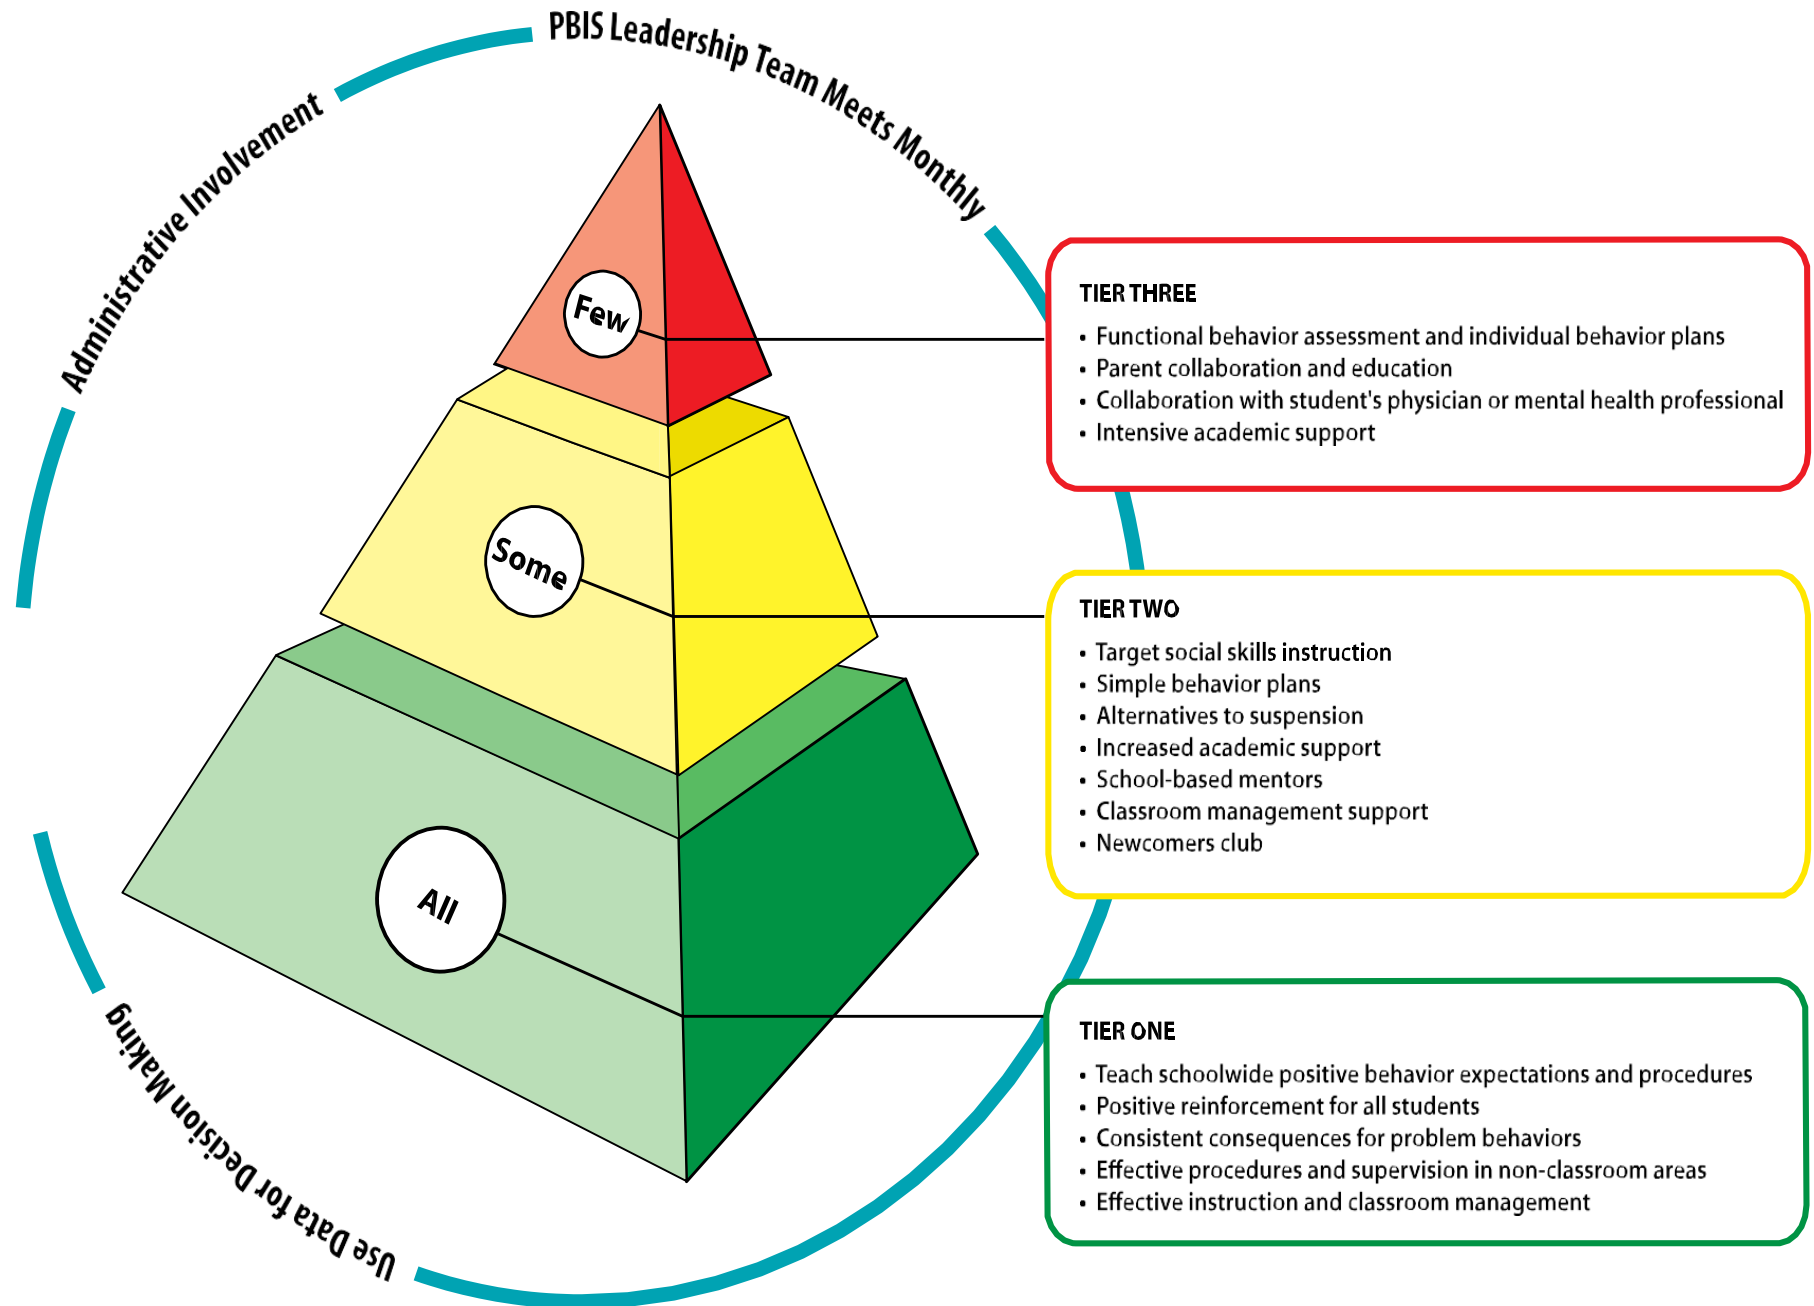 PBIS Leadership Team Meets Monthly
Administrative Involvement
Use Data for Decision Making
Few
Some
All
TIER THREE
• Functional behavior assessment and individual behavior plans
• Parent collaboration and education
• Collaboration with student's physician or mental health professional
• Intensive academic support
TIER TWO
• Target social skills instruction
• Simple behavior plans
• Alternatives to suspension
• Increased academic support
• School-based mentors
• Classroom management support
• Newcomers club
TIER ONE
• Teach schoolwide positive behavior expectations and procedures
• Positive reinforcement for all students
• Consistent consequences for problem behaviors
• Effective procedures and supervision in non-classroom areas
• Effective instruction and classroom management